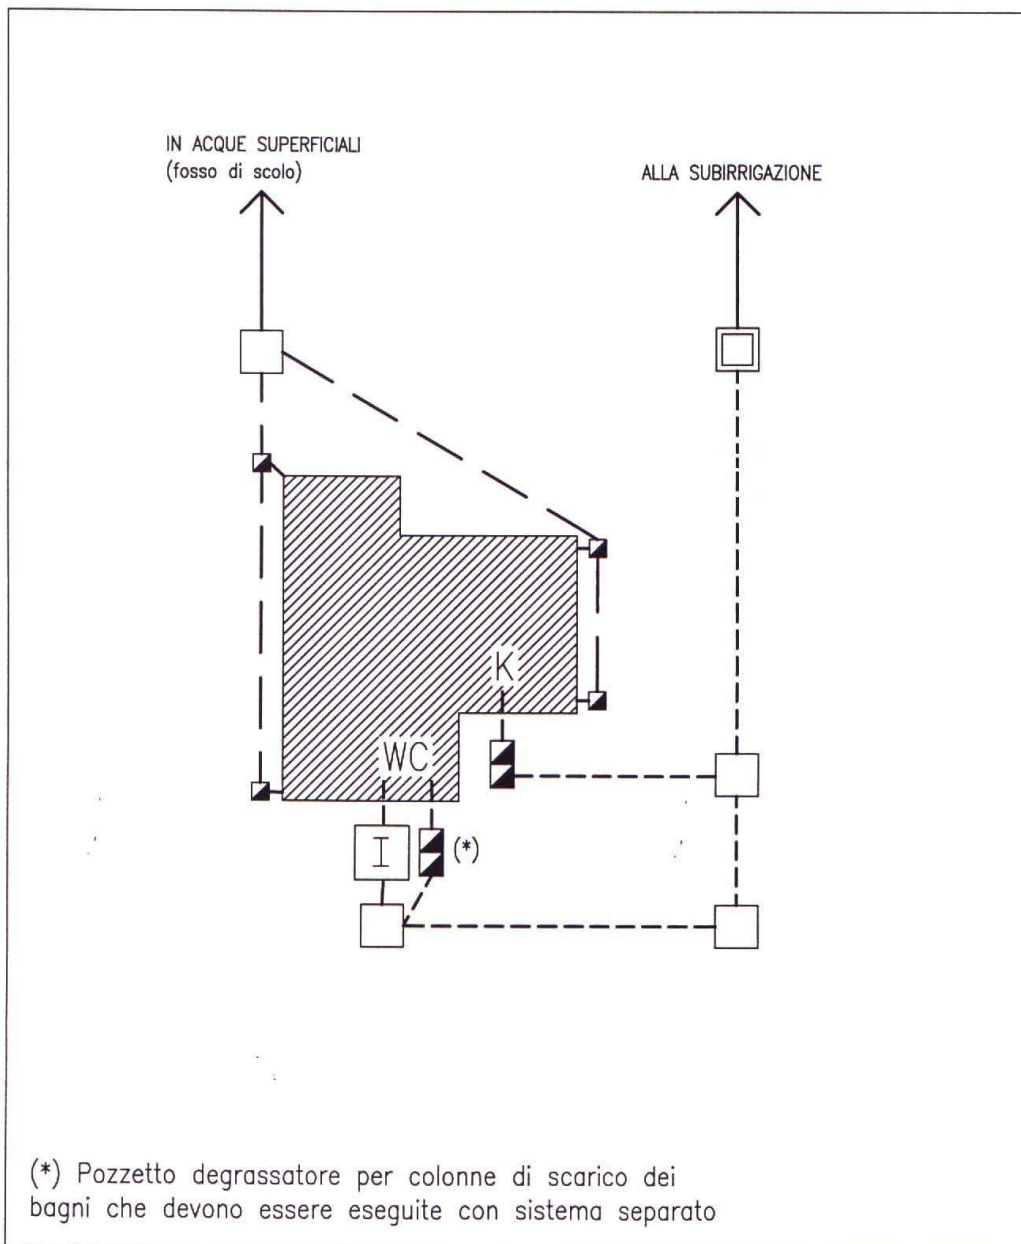 IN ACQUE SUPERFICIALI
(fosso di scolo)
ALLA SUBIRRIGAZIONE
K
WC
I
(*)
(*) Pozzetto degrassatore per colonne di scarico dei
bagni che devono essere eseguite con sistema separato